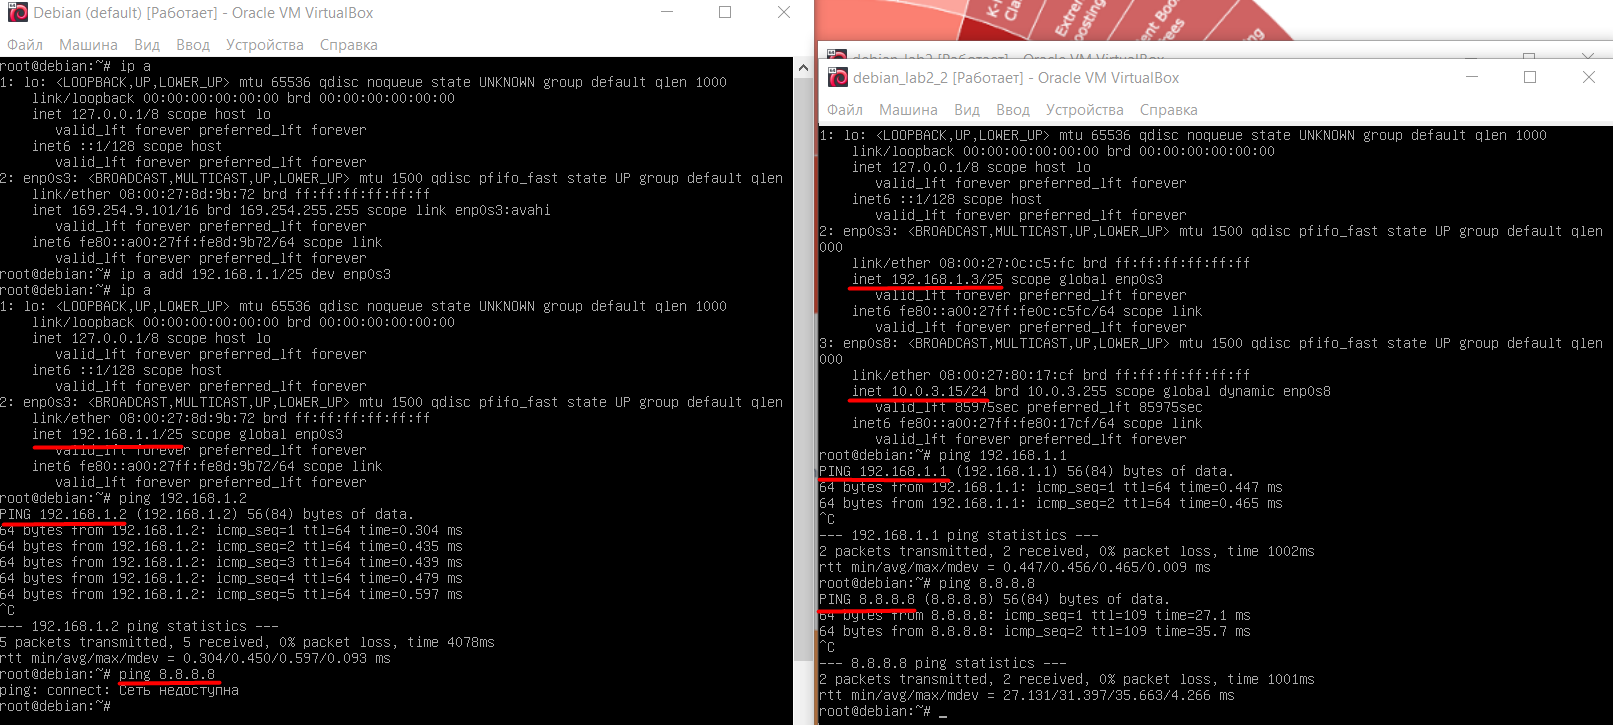 Debian (default) [Работает] - Oracle VM VirtualBox
Файл Машина Вид Ввод Устройства Справка
root@debian:~# ip a
1: lo: <LOOPBACK,UP,LOWER_UP> mtu 65536 qdisc noqueue state UNKNOWN group default qlen 1000
link/loopback 00:00:00:00:00:00 brd 00:00:00:00:00:00
inet 127.0.0.1/8 scope host lo
valid_lft forever preferred_lft forever
inet6 ::1/128 scope host
valid_lft forever preferred_lft forever
2: enp0s3: <BROADCAST,MULTICAST,UP,LOWER_UP> mtu 1500 qdisc pfifo_fast state UP group default qlen
link/ether 08:00:27:8d:9b:72 brd ff:ff:ff:ff:ff:ff
inet 169.254.9.101/16 brd 169.254.255.255 scope link enp0s3:avahi
valid_lft forever preferred_lft forever
inet6 fe80::a00:27ff:fe8d:9b72/64 scope link
valid_lft forever preferred_lft forever
root@debian:~# ip a add 192.168.1.1/25 dev enp0s3
root@debian:~# ip a
1: lo: <LOOPBACK,UP,LOWER_UP> mtu 65536 qdisc noqueue state UNKNOWN group default qlen 1000
link/loopback 00:00:00:00:00:00 brd 00:00:00:00:00:00
inet 127.0.0.1/8 scope host lo
valid_lft forever preferred_lft forever
inet6 ::1/128 scope host
valid_lft forever preferred_lft forever
2: enp0s3: <BROADCAST,MULTICAST,UP,LOWER_UP> mtu 1500 qdisc pfifo_fast state UP group default qlen
link/ether 08:00:27:8d:9b:72 brd ff:ff:ff:ff:ff:ff
inet 192.168.1.1/25 scope global enp0s3
valid_lft forever preferred_lft forever
inet6 fe80::a00:27ff:fe8d:9b72/64 scope link
valid_lft forever preferred_lft forever
root@debian:~# ping 192.168.1.2
PING 192.168.1.2 (192.168.1.2) 56(84) bytes of data.
64 bytes from 192.168.1.2: icmp_seq=1 ttl=64 time=0.304 ms
64 bytes from 192.168.1.2: icmp_seq=2 ttl=64 time=0.435 ms
64 bytes from 192.168.1.2: icmp_seq=3 ttl=64 time=0.439 ms
64 bytes from 192.168.1.2: icmp_seq=4 ttl=64 time=0.479 ms
64 bytes from 192.168.1.2: icmp_seq=5 ttl=64 time=0.597 ms
^C
--- 192.168.1.2 ping statistics ---
5 packets transmitted, 5 received, 0% packet loss, time 4078ms
rtt min/avg/max/mdev = 0.304/0.450/0.597/0.093 ms
root@debian:~# ping 8.8.8.8
ping: connect: Сеть недоступна
root@debian:~#
Extrem
debian_lab2 [Работает] - Oracle VM VirtualBox
debian_lab2_2 [Работает] - Oracle VM VirtualBox
Файл Машина Вид Ввод Устройства Справка
1: lo: <LOOPBACK,UP,LOWER_UP> mtu 65536 qdisc noqueue state UNKNOWN group default qlen 1000
link/loopback 00:00:00:00:00:00 brd 00:00:00:00:00:00
inet 127.0.0.1/8 scope host lo
valid_lft forever preferred_lft forever
inet6 ::1/128 scope host
valid_lft forever preferred_lft forever
2: enp0s3: <BROADCAST,MULTICAST,UP,LOWER_UP> mtu 1500 qdisc pfifo_fast state UP group default qlen
000
link/ether 08:00:27:0c:c5:fc brd ff:ff:ff:ff:ff:ff
inet 192.168.1.3/25 scope global enp0s3
valid_lft forever preferred_lft forever
inet6 fe80::a00:27ff:fe0c:c5fc/64 scope link
valid_lft forever preferred_lft forever
3: enp0s8: <BROADCAST,MULTICAST,UP,LOWER_UP> mtu 1500 qdisc pfifo_fast state UP group default qlen
000
link/ether 08:00:27:80:17:cf brd ff:ff:ff:ff:ff:ff
inet 10.0.3.15/24 brd 10.0.3.255 scope global dynamic enp0s8
valid_lft 85975sec preferred_lft 85975sec
inet6 fe80::a00:27ff:fe80:17cf/64 scope link
valid_lft forever preferred_lft forever
root@debian:~# ping 192.168.1.1
PING 192.168.1.1 (192.168.1.1) 56(84) bytes of data.
64 bytes from 192.168.1.1: icmp_seq=1 ttl=64 time=0.447 ms
64 bytes from 192.168.1.1: icmp_seq=2 ttl=64 time=0.465 ms
^C
--- 192.168.1.1 ping statistics ---
2 packets transmitted, 2 received, 0% packet loss, time 1002ms
rtt min/avg/max/mdev = 0.447/0.456/0.465/0.009 ms
root@debian:~# ping 8.8.8.8
PING 8.8.8.8 (8.8.8.8) 56(84) bytes of data.
64 bytes from 8.8.8.8: icmp_seq=1 ttl=109 time=27.1 ms
64 bytes from 8.8.8.8: icmp_seq=2 ttl=109 time=35.7 ms
^C
--- 8.8.8.8 ping statistics ---
2 packets transmitted, 2 received, 0% packet loss, time 1001ms
rtt min/avg/max/mdev = 27.131/31.397/35.663/4.266 ms
root@debian:~# _